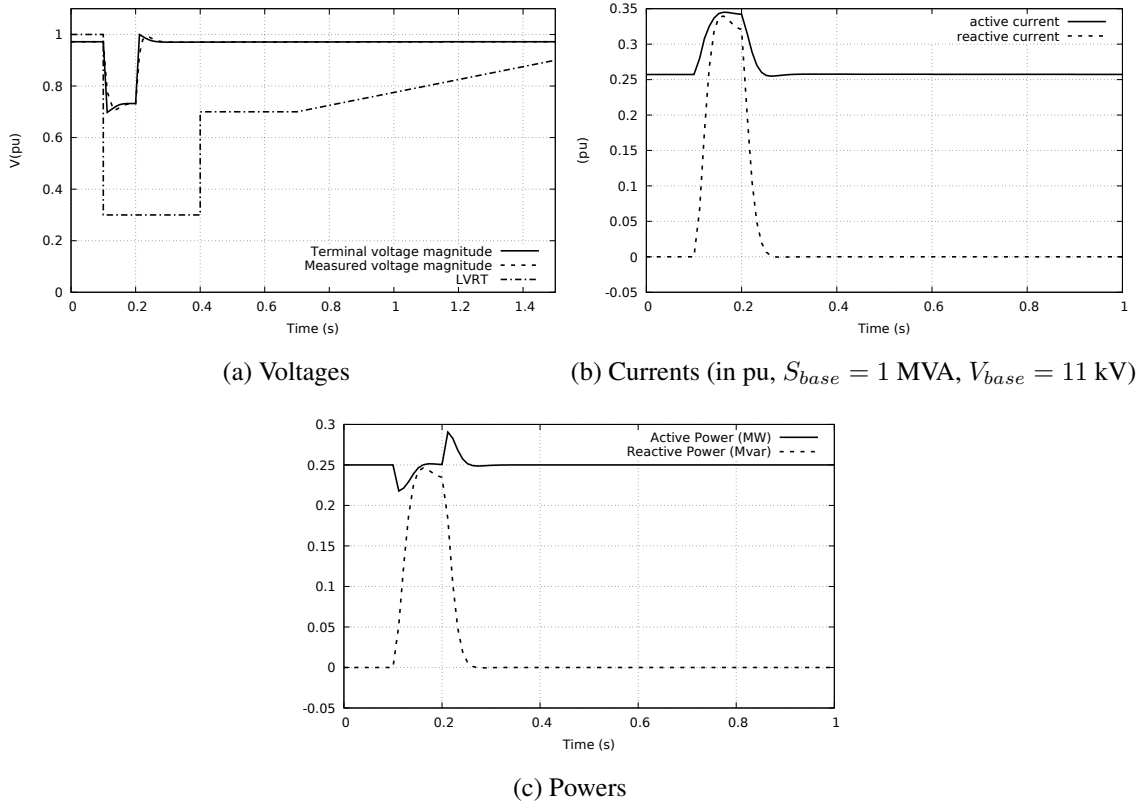 1
0.8
0.6
0.4
0.2
0
V(pu)
0 0.2 0.4 0.6 0.8 1 1.2 1.4
Time (s)
Terminal voltage magnitude
Measured voltage magnitude
LVRT
(a) Voltages
0.35
0.3
0.25
0.2
0.15
0.1
0.05
0
-0.05
(pu)
0 0.2 0.4 0.6 0.8 1
Time (s)
active current
reactive current
(b) Currents (in pu, S_{base} = 1 MVA, V_{base} = 11 kV)
0.3
0.25
0.2
0.15
0.1
0.05
0
-0.05
0 0.2 0.4 0.6 0.8 1
Time (s)
Active Power (MW)
Reactive Power (Mvar)
(c) Powers